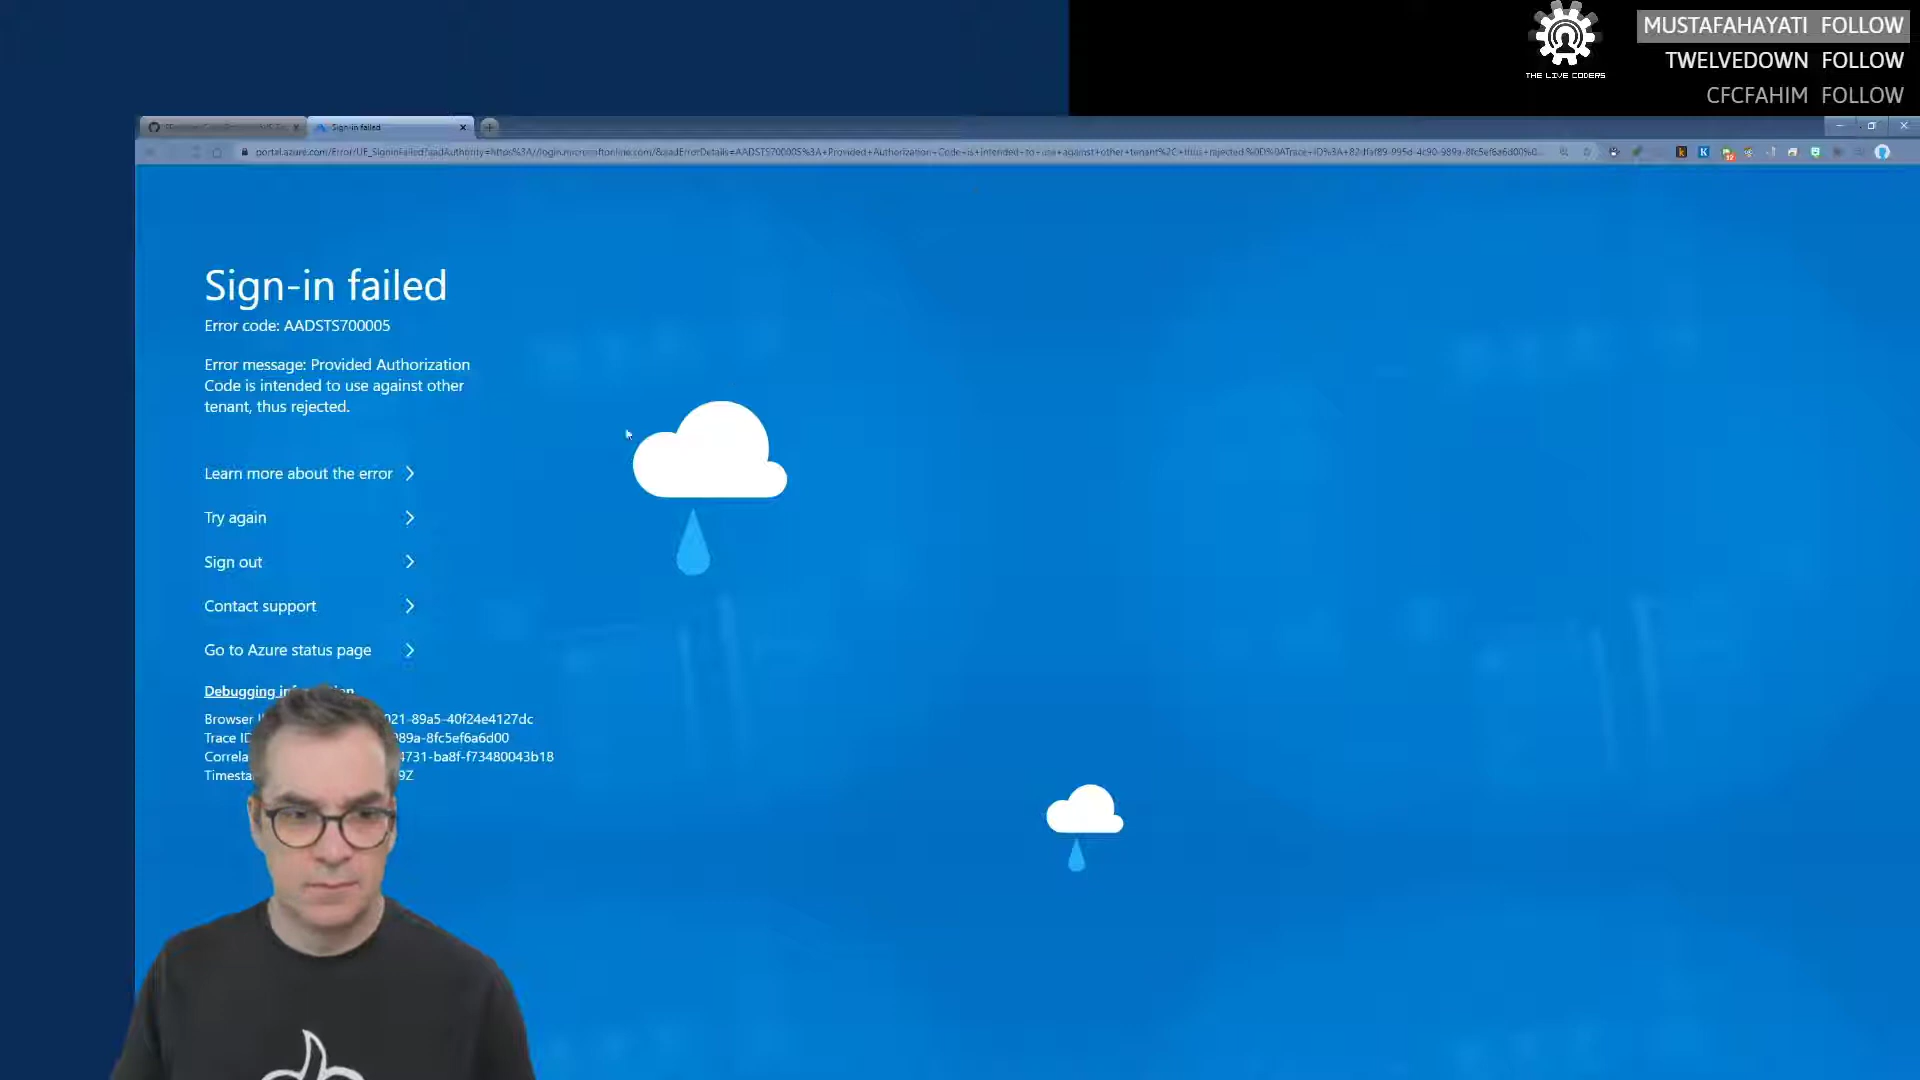 MUSTAFAHAYATI FOLLOW
TWELVEDOWN FOLLOW
CFCFAHIM FOLLOW
THE LIVE CODERS
Sign-in failed
Sign-in failed
Error code: AADSTS700005
Error message: Provided Authorization
Code is intended to use against other
tenant, thus rejected.
Learn more about the error
Try again
Sign out
Contact support
Go to Azure status page
Debugging
Browser
021-89a5-40f24e4127dc
Trace ID
989a-8fc5ef6a6d00
4731-ba8f-f73480043b18
9Z